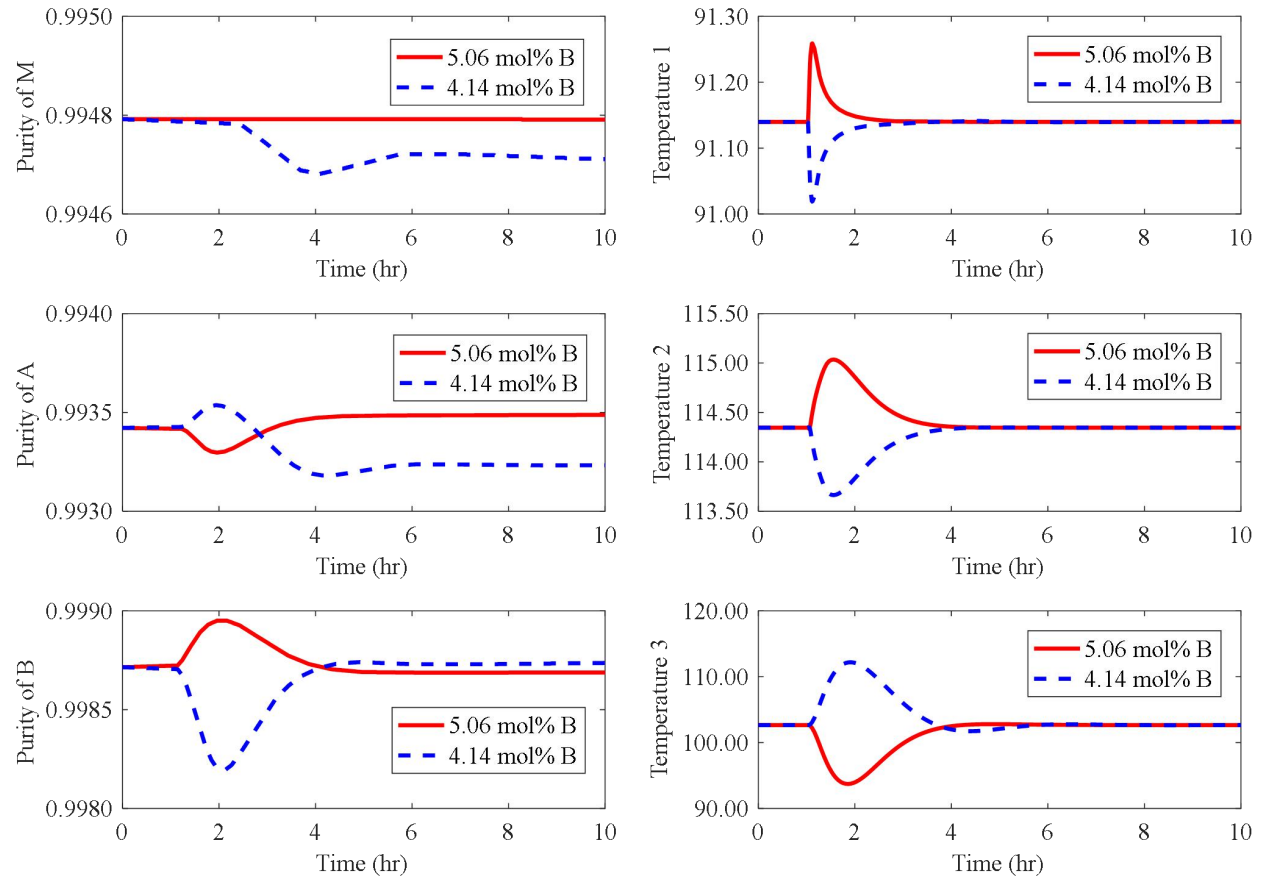 Purity of M
0.9950
0.9948
0.9946
5.06 mol% B
4.14 mol% B
0 2 4 6 8 10
Time (hr)
Temperature 1
91.30
91.20
91.10
91.00
5.06 mol% B
4.14 mol% B
0 2 4 6 8 10
Time (hr)
Purity of A
0.9940
0.9935
0.9930
5.06 mol% B
4.14 mol% B
0 2 4 6 8 10
Time (hr)
Temperature 2
115.50
115.00
114.50
114.00
113.50
5.06 mol% B
4.14 mol% B
0 2 4 6 8 10
Time (hr)
Purity of B
0.9990
0.9985
0.9980
5.06 mol% B
4.14 mol% B
0 2 4 6 8 10
Time (hr)
Temperature 3
120.00
110.00
100.00
90.00
5.06 mol% B
4.14 mol% B
0 2 4 6 8 10
Time (hr)